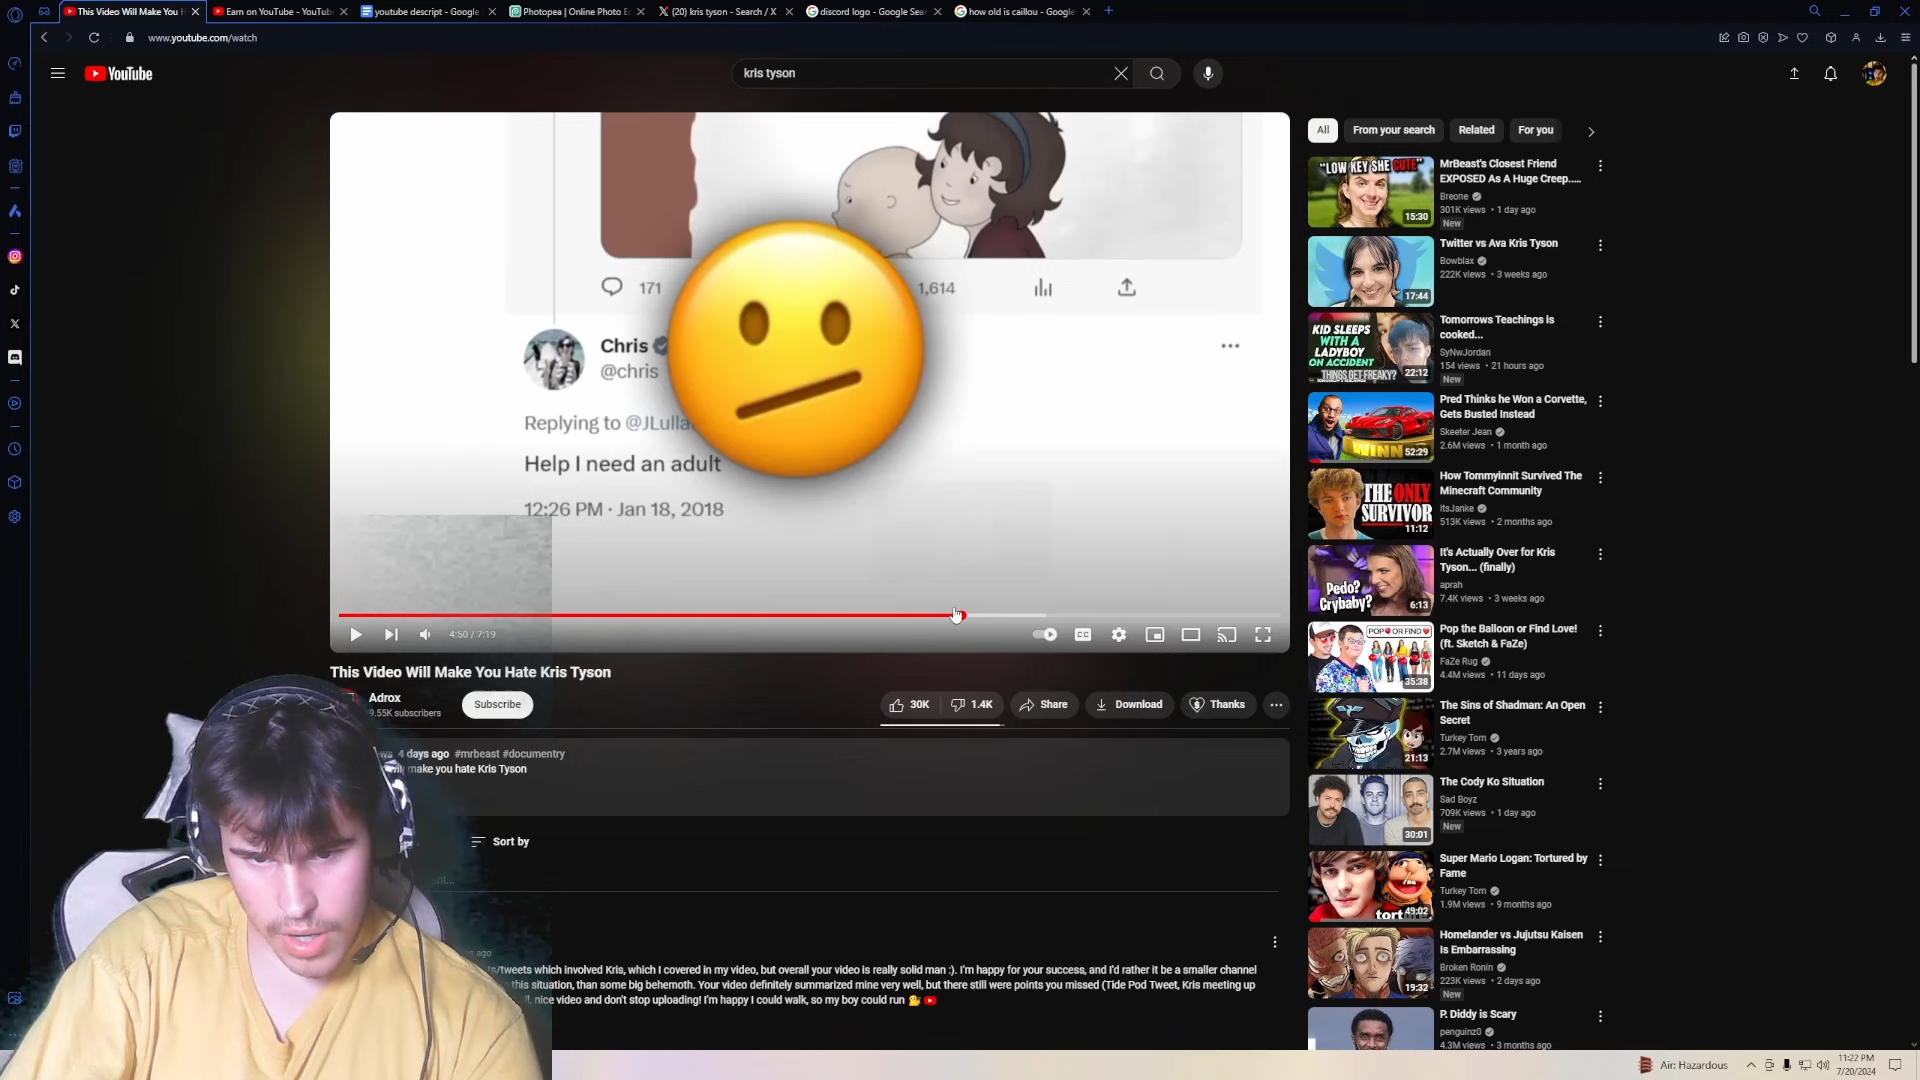 This Video Will Make You H
Earn on YouTube - YouTub
youtube descript - Google
Photopea | Online Photo E
(20) kris tyson - Search / X
discord logo - Google Sea
how old is caillou - Google
www.youtube.com/watch
YouTube
kris tyson
171
1,614
Chris
@chris
Replying to @JLulla
Help I need an adult
12:26 PM · Jan 18, 2018
4:50 / 7:19
CC
This Video Will Make You Hate Kris Tyson
Adrox
9.55K subscribers
Subscribe
30K
1.4K
Share
Download
Thanks
4 days ago #mrbeast #documentry
make you hate Kris Tyson
Sort by
s/tweets which involved Kris, which I covered in my video, but overall your video is really solid man :). I'm happy for your success, and I'd rather it be a smaller channel
this situation, than some big behemoth. Your video definitely summarized mine very well, but there still were points you missed (Tide Pod Tweet, Kris meeting up
nice video and don't stop uploading! I'm happy I could walk, so my boy could run
All
From your search
Related
For you
"LOW KEY SHE CUTE"
15:30
MrBeast's Closest Friend
EXPOSED As A Huge Creep.....
Breone
301K views • 1 day ago
New
17:44
Twitter vs Ava Kris Tyson
Bowblax
222K views • 3 weeks ago
KID SLEEPS
WITH A
LADYBOY
ON ACCIDENT
THINGS GET FREAKY?
22:12
Tomorrows Teachings is
cooked...
SyNwJordan
154 views • 21 hours ago
New
WINN
52:29
Pred Thinks he Won a Corvette,
Gets Busted Instead
Skeeter Jean
2.6M views • 1 month ago
THE ONLY
SURVIVOR
11:12
How Tommyinnit Survived The
Minecraft Community
itsJanke
513K views • 2 months ago
Pedo?
Crybaby?
6:13
It's Actually Over for Kris
Tyson... (finally)
aprah
7.4K views • 3 weeks ago
POP OR FIND
35:38
Pop the Balloon or Find Love!
(ft. Sketch & FaZe)
FaZe Rug
4.4M views • 11 days ago
21:13
The Sins of Shadman: An Open
Secret
Turkey Tom
2.7M views • 3 years ago
30:01
The Cody Ko Situation
Sad Boyz
709K views • 1 day ago
New
tort
49:02
Super Mario Logan: Tortured by
Fame
Turkey Tom
1.9M views • 9 months ago
19:32
Homelander vs Jujutsu Kaisen
Is Embarrassing
Broken Ronin
223K views • 2 days ago
New
P. Diddy is Scary
penguinz0
4.3M views • 3 months ago
Air: Hazardous
11:22 PM
7/20/2024